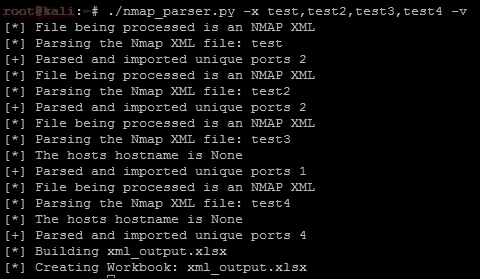 root@kali:~# ./nmap_parser.py -x test,test2,test3,test4 -v
[*] File being processed is an NMAP XML
[*] Parsing the Nmap XML file: test
[+] Parsed and imported unique ports 2
[*] File being processed is an NMAP XML
[*] Parsing the Nmap XML file: test2
[+] Parsed and imported unique ports 2
[*] File being processed is an NMAP XML
[*] Parsing the Nmap XML file: test3
[*] The hosts hostname is None
[+] Parsed and imported unique ports 1
[*] File being processed is an NMAP XML
[*] Parsing the Nmap XML file: test4
[*] The hosts hostname is None
[+] Parsed and imported unique ports 4
[*] Building xml_output.xlsx
[*] Creating Workbook: xml_output.xlsx